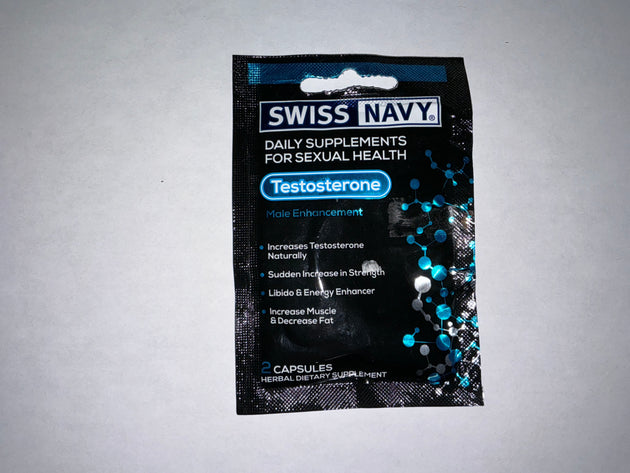 SWISS NAVY®
DAILY SUPPLEMENTS
FOR SEXUAL HEALTH
Testosterone
Male Enhancement
• Increases Testosterone
Naturally
• Sudden Increase in Strength
• Libido & Energy Enhancer
• Increase Muscle
& Decrease Fat
2 CAPSULES
HERBAL DIETARY SUPPLEMENT